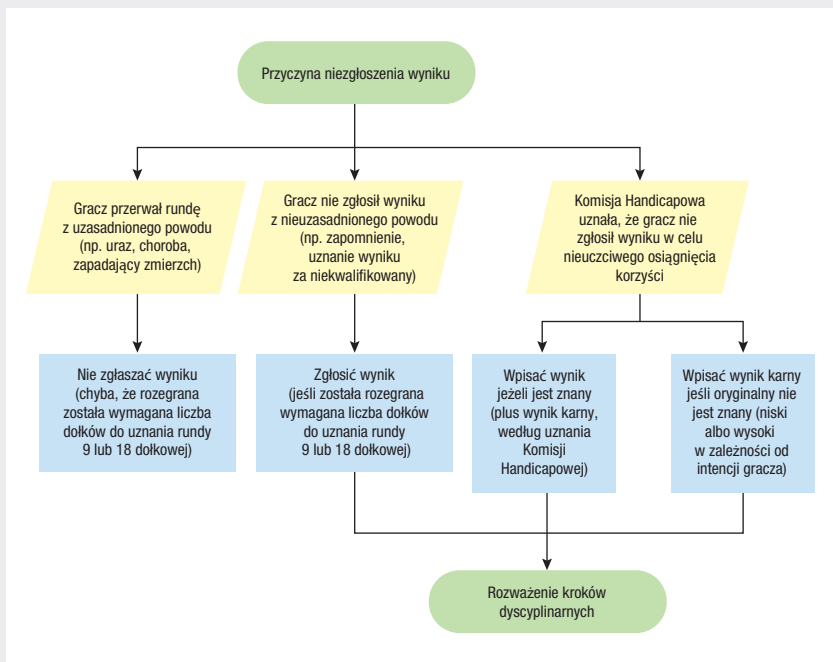 Przyczyna niezgłoszenia wyniku
Gracz przerwał rundę
z uzasadnionego powodu
(np. uraz, choroba,
zapadający zmierzch)
Gracz nie zgłosił wyniku
z nieuzasadnionego powodu
(np. zapomnienie,
uznanie wyniku
za niekwalifikowany)
Komisja Handicapowa
uznała, że gracz nie
zgłosił wyniku w celu
nieuczciwego osiągnięcia
korzyści
Nie zgłaszać wyniku
(chyba, że rozegrana
została wymagana liczba
dołków do uznania rundy
9 lub 18 dołkowej)
Zgłosić wynik
(jeśli została rozegrana
wymagana liczba dołków
do uznania rundy
9 lub 18 dołkowej)
Wpisać wynik
jeżeli jest znany
(plus wynik karny,
według uznania
Komisji
Handicapowej)
Wpisać wynik karny
jeśli oryginalny nie
jest znany (niski
albo wysoki
w zależności od
intencji gracza)
Rozważenie kroków
dyscyplinarnych